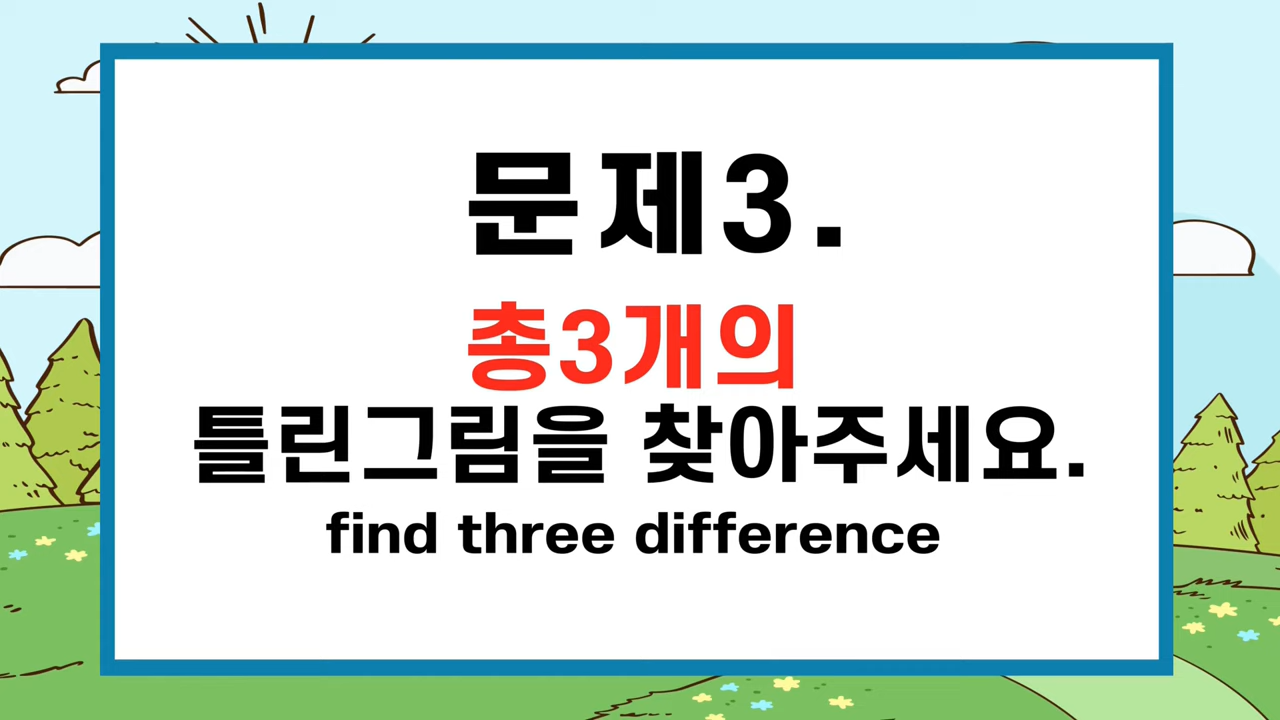 문제3.
총3개의
틀린그림을 찾아주세요.
find three difference